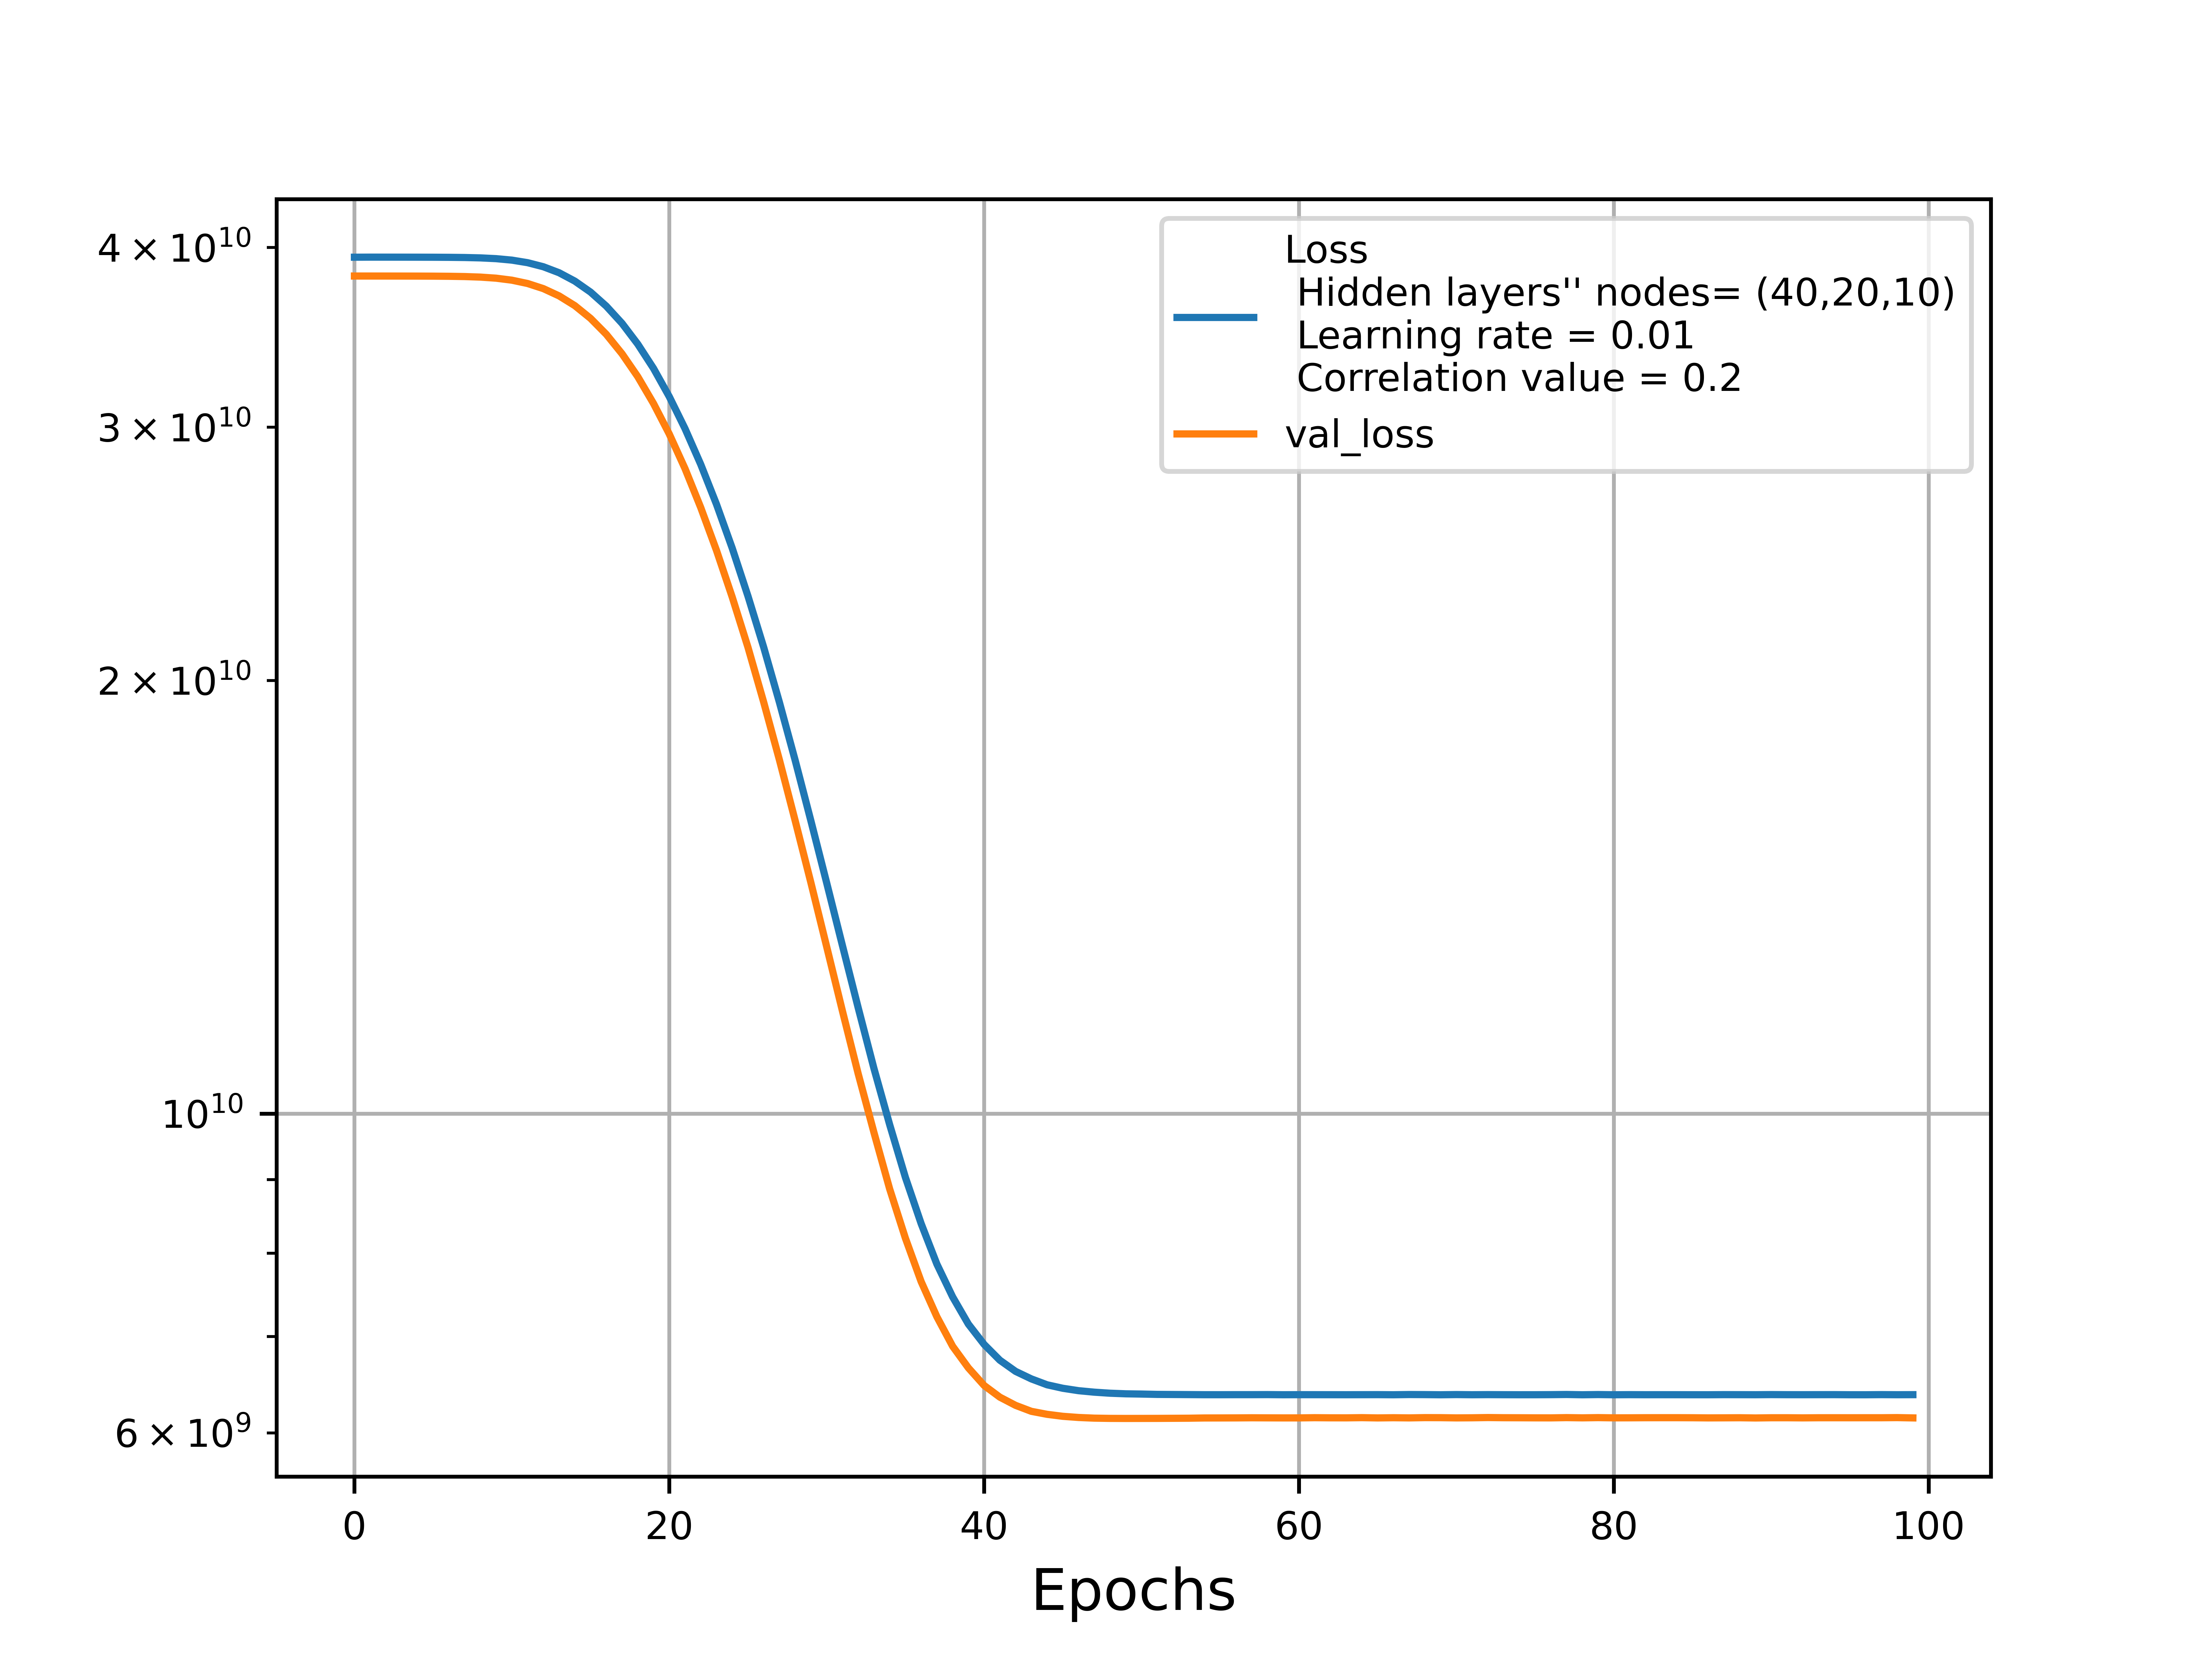 4 × 10¹⁰
3 × 10¹⁰
2 × 10¹⁰
10¹⁰
6 × 10⁹
Loss
Hidden layers'' nodes= (40,20,10)
Learning rate = 0.01
Correlation value = 0.2
val_loss
0 20 40 60 80 100
Epochs